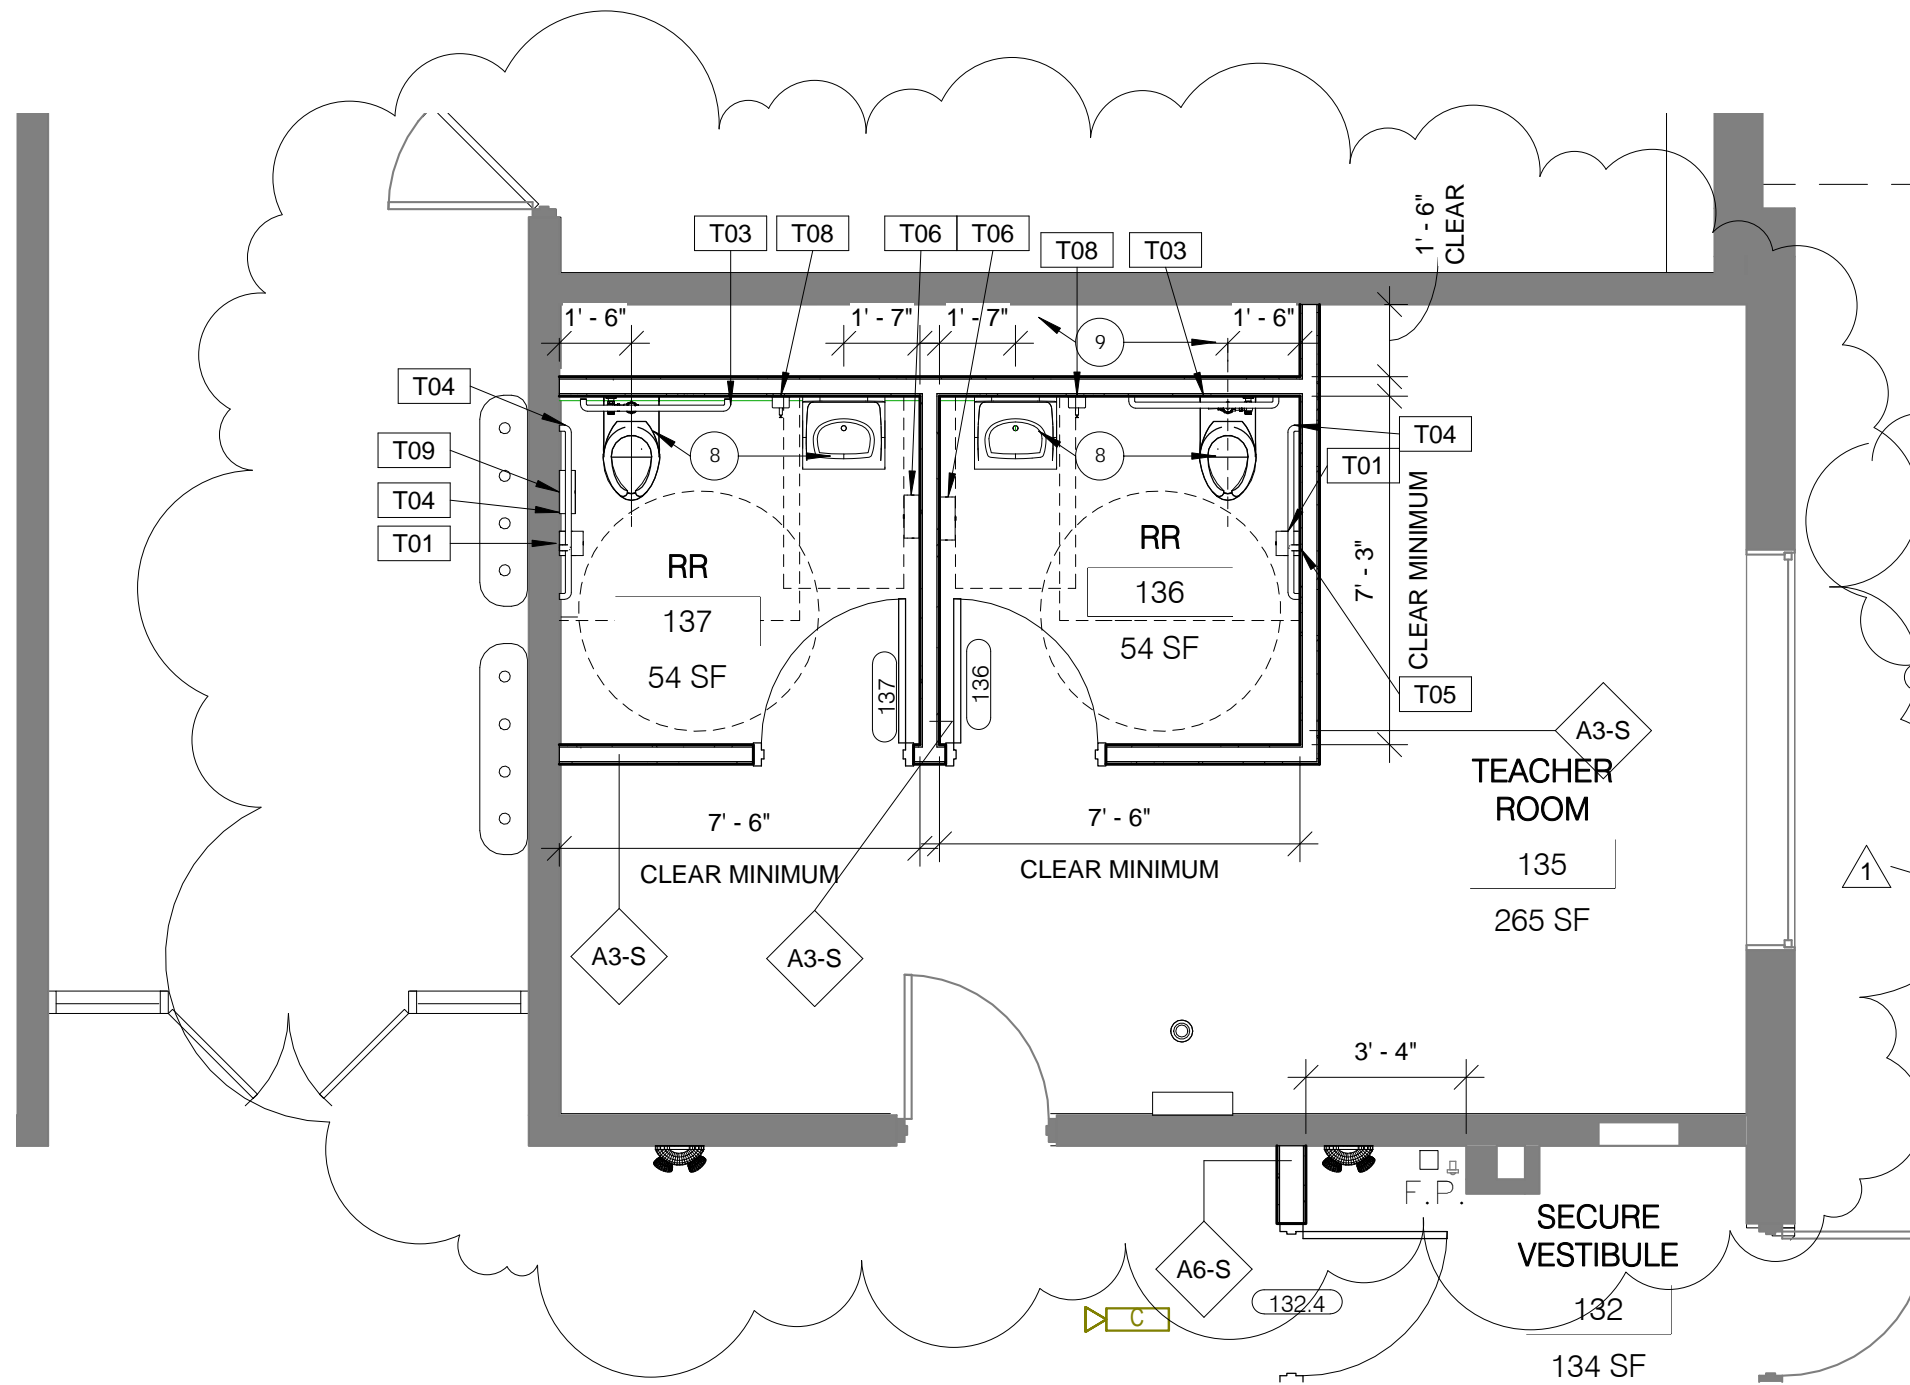 1' - 6"
CLEAR
T03
T08
T06
T06
T08
T03
1' - 6"
1' - 7"
1' - 7"
1' - 6"
9
T04
T04
T09
8
8
T01
T04
T01
CLEAR MINIMUM
7' - 3"
RR
137
54 SF
RR
136
54 SF
137
136
T05
A3-S
TEACHER
ROOM
135
265 SF
7' - 6"
CLEAR MINIMUM
7' - 6"
CLEAR MINIMUM
1
A3-S
A3-S
3' - 4"
F.P.
SECURE
VESTIBULE
132
134 SF
A6-S
132.4
C